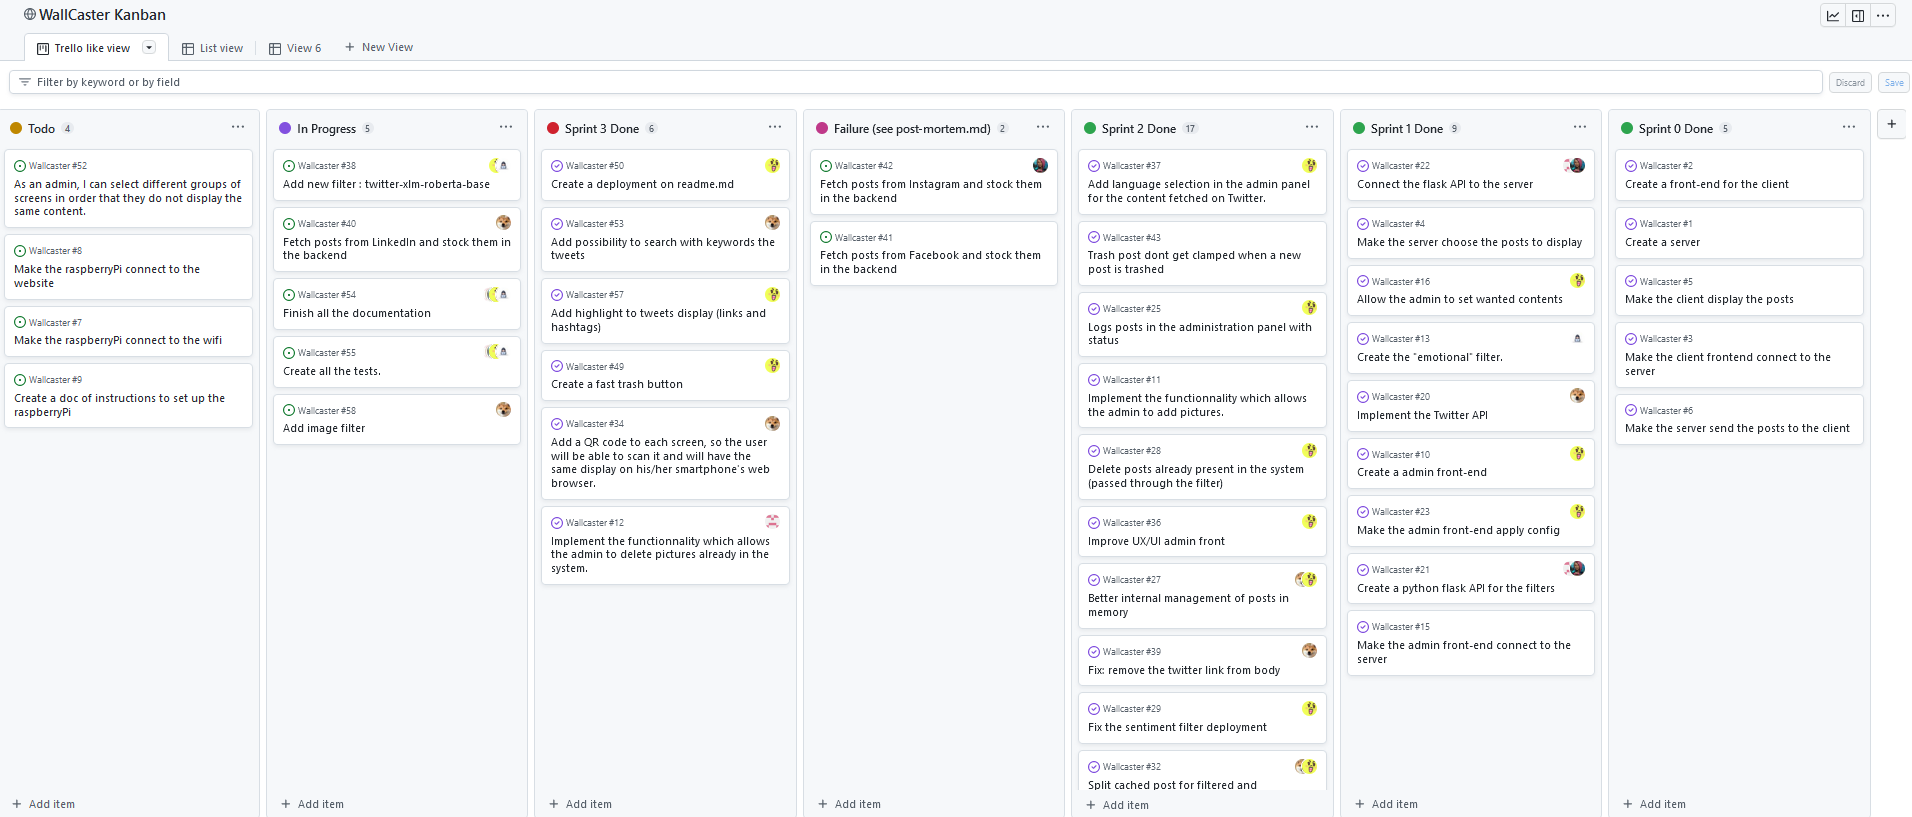 WallCaster Kanban
Trello like view
List view
View 6
New View
Filter by keyword or by field
Discard
Save
Todo 4
Wallcaster #52
As an admin, I can select different groups of
screens in order that they do not display the
same content.
Wallcaster #8
Make the raspberryPi connect to the
website
Wallcaster #7
Make the raspberryPi connect to the wifi
Wallcaster #9
Create a doc of instructions to set up the
raspberryPi
Add item
In Progress 5
Wallcaster #38
Add new filter : twitter-xlm-roberta-base
Wallcaster #40
Fetch posts from LinkedIn and stock them in
the backend
Wallcaster #54
Finish all the documentation
Wallcaster #55
Create all the tests.
Wallcaster #58
Add image filter
Add item
Sprint 3 Done 6
Wallcaster #50
Create a deployment on readme.md
Wallcaster #53
Add possibility to search with keywords the
tweets
Wallcaster #57
Add highlight to tweets display (links and
hashtags)
Wallcaster #49
Create a fast trash button
Wallcaster #34
Add a QR code to each screen, so the user
will be able to scan it and will have the
same display on his/her smartphone's web
browser.
Wallcaster #12
Implement the functionnality which allows
the admin to delete pictures already in the
system.
Add item
Failure (see post-mortem.md) 2
Wallcaster #42
Fetch posts from Instagram and stock them
in the backend
Wallcaster #41
Fetch posts from Facebook and stock them
in the backend
Add item
Sprint 2 Done 17
Wallcaster #37
Add language selection in the admin panel
for the content fetched on Twitter.
Wallcaster #43
Trash post dont get clamped when a new
post is trashed
Wallcaster #25
Logs posts in the administration panel with
status
Wallcaster #11
Implement the functionnality which allows
the admin to add pictures.
Wallcaster #28
Delete posts already present in the system
(passed through the filter)
Wallcaster #36
Improve UX/UI admin front
Wallcaster #27
Better internal management of posts in
memory
Wallcaster #39
Fix: remove the twitter link from body
Wallcaster #29
Fix the sentiment filter deployment
Wallcaster #32
Split cached post for filtered and
Add item
Sprint 1 Done 9
Wallcaster #22
Connect the flask API to the server
Wallcaster #4
Make the server choose the posts to display
Wallcaster #16
Allow the admin to set wanted contents
Wallcaster #13
Create the "emotional" filter.
Wallcaster #20
Implement the Twitter API
Wallcaster #10
Create a admin front-end
Wallcaster #23
Make the admin front-end apply config
Wallcaster #21
Create a python flask API for the filters
Wallcaster #15
Make the admin front-end connect to the
server
Add item
Sprint 0 Done 5
Wallcaster #2
Create a front-end for the client
Wallcaster #1
Create a server
Wallcaster #5
Make the client display the posts
Wallcaster #3
Make the client frontend connect to the
server
Wallcaster #6
Make the server send the posts to the client
Add item